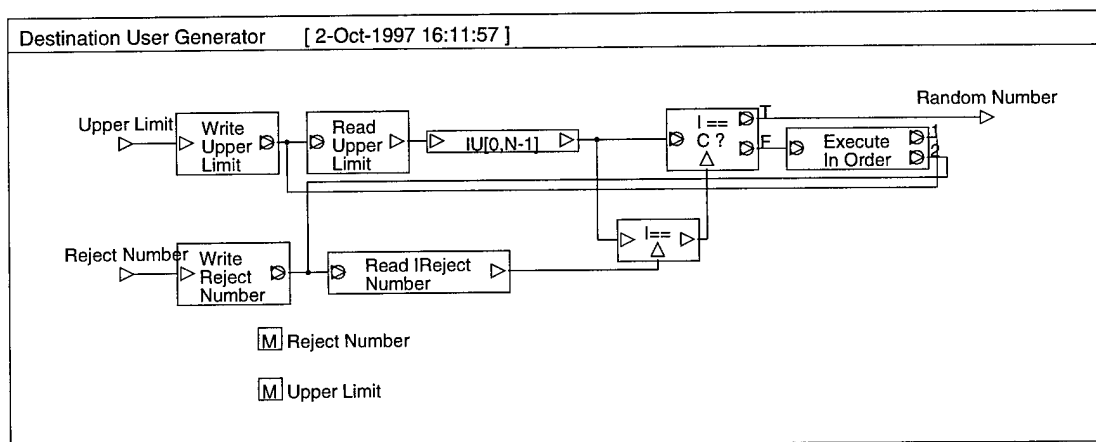 Destination User Generator [ 2-Oct-1997 16:11:57 ]
Upper Limit
Write
Upper
Limit
Read
Upper
Limit
IU[0,N-1]
I ==
C ?
T
F
Execute
In Order
1
2
Random Number
Reject Number
Write
Reject
Number
Read IReject
Number
I==
M Reject Number
M Upper Limit